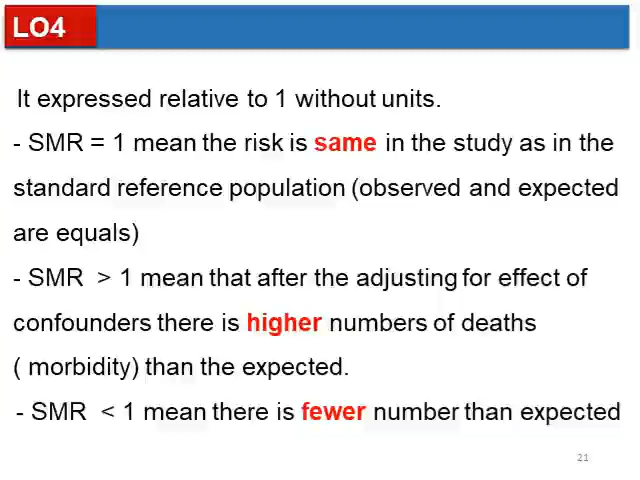 LO4
It expressed relative to 1 without units.
- SMR = 1 mean the risk is same in the study as in the
standard reference population (observed and expected
are equals)
- SMR > 1 mean that after the adjusting for effect of
confounders there is higher numbers of deaths
( morbidity) than the expected.
- SMR < 1 mean there is fewer number than expected
21